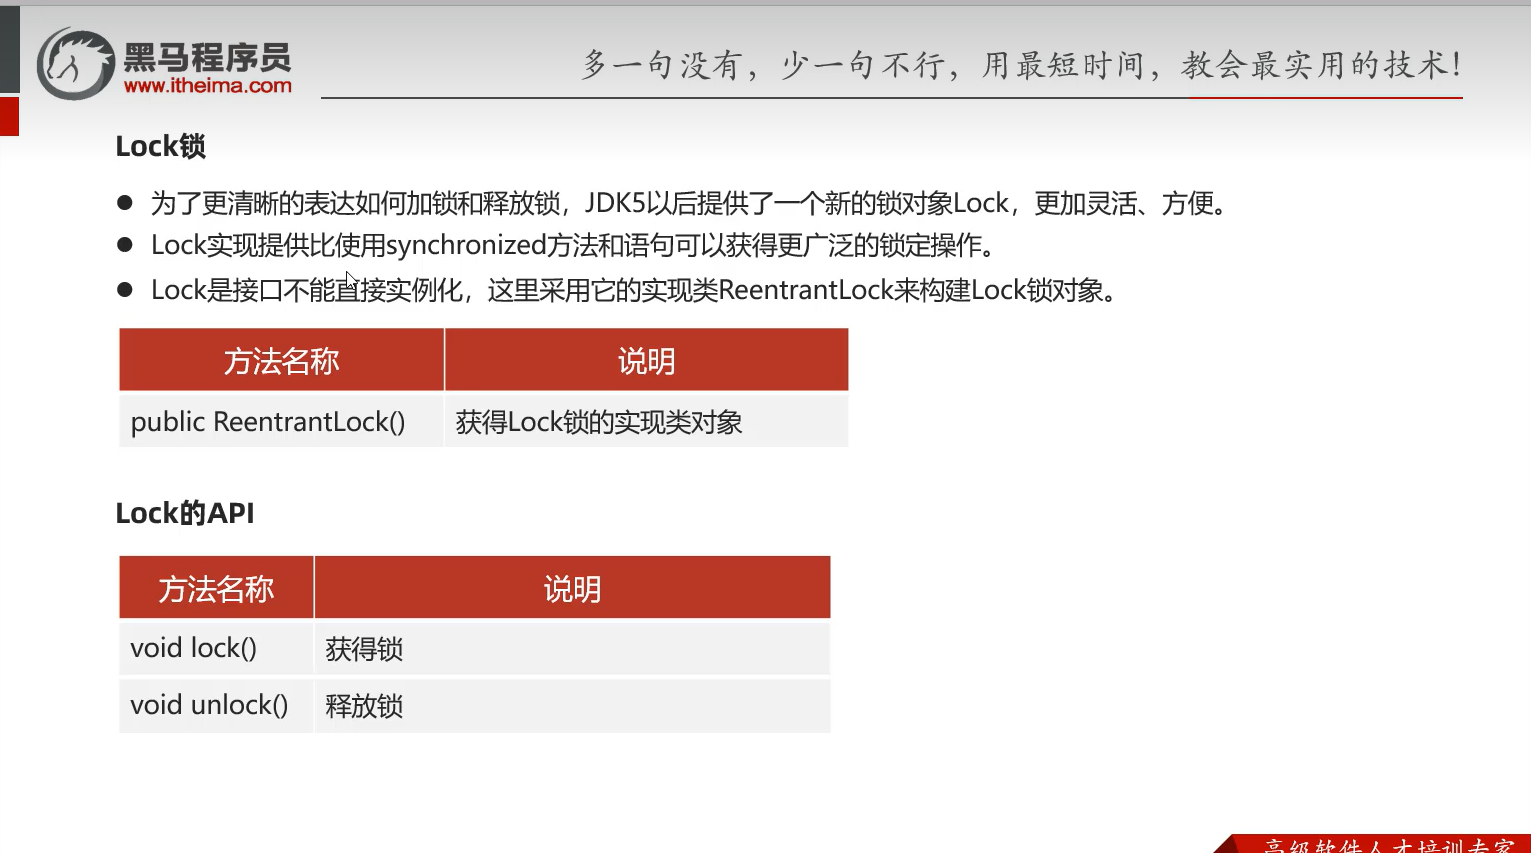 黑马程序员
www.itheima.com
多一句没有，少一句不行，用最短时间，教会最实用的技术！
Lock锁
● 为了更清晰的表达如何加锁和释放锁，JDK5以后提供了一个新的锁对象Lock，更加灵活、方便。
● Lock实现提供比使用synchronized方法和语句可以获得更广泛的锁定操作。
● Lock是接口不能直接实例化，这里采用它的实现类ReentrantLock来构建Lock锁对象。
方法名称 说明
public ReentrantLock() 获得Lock锁的实现类对象
Lock的API
方法名称 说明
void lock() 获得锁
void unlock() 释放锁
高级软件人才培训专家